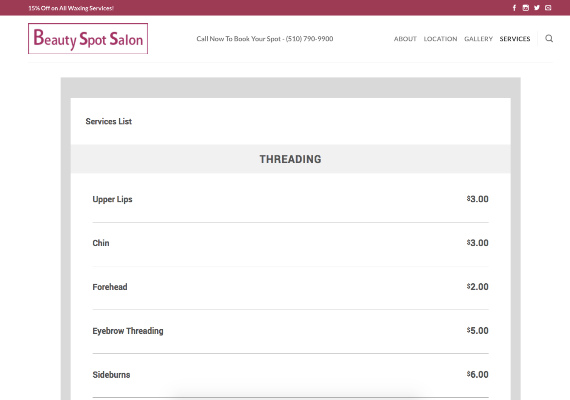 15% Off on All Waxing Services!
Beauty Spot Salon
Call Now To Book Your Spot - (510) 790-9900
ABOUT LOCATION GALLERY SERVICES
Services List
THREADING
Upper Lips $3.00
Chin $3.00
Forehead $2.00
Eyebrow Threading $5.00
Sideburns $6.00